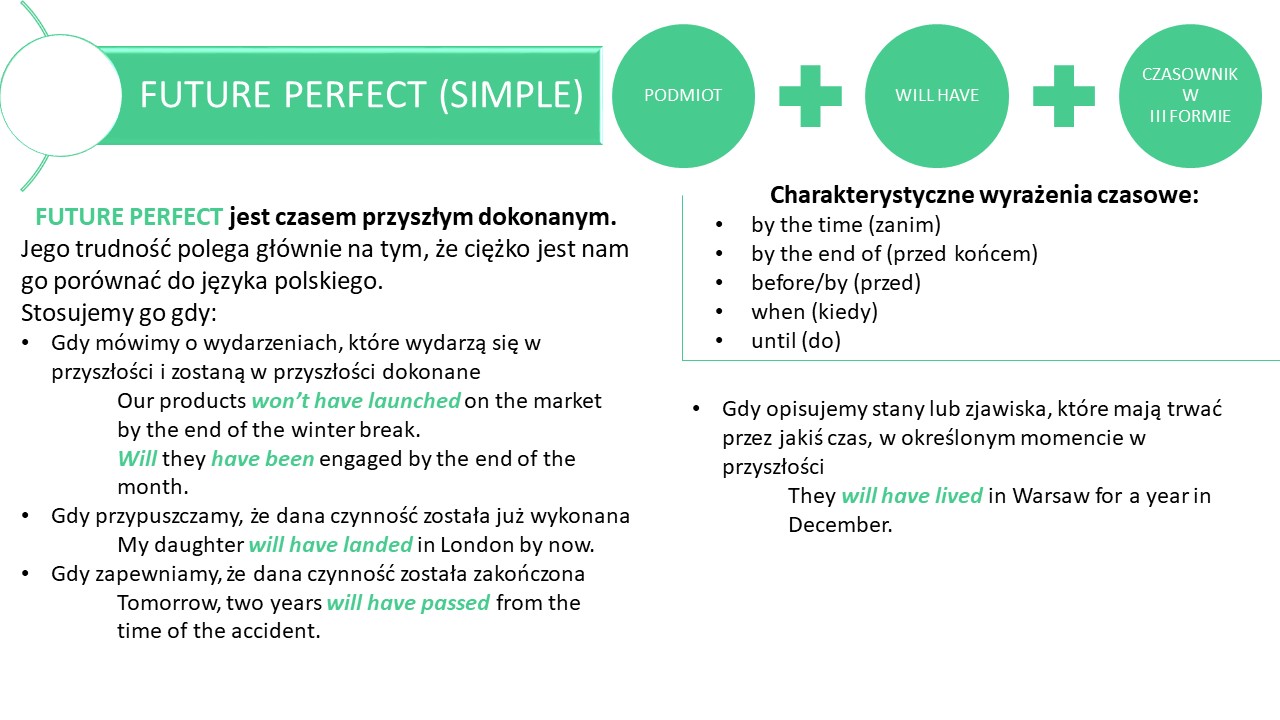 FUTURE PERFECT (SIMPLE)
PODMIOT
WILL HAVE
CZASOWNIK
W
III FORMIE
FUTURE PERFECT jest czasem przyszłym dokonanym.
Jego trudność polega głównie na tym, że ciężko jest nam
go porównać do języka polskiego.
Stosujemy go gdy:
• Gdy mówimy o wydarzeniach, które wydarzą się w
przyszłości i zostaną w przyszłości dokonane
Our products won’t have launched on the market
by the end of the winter break.
Will they have been engaged by the end of the
month.
• Gdy przypuszczamy, że dana czynność została już wykonana
My daughter will have landed in London by now.
• Gdy zapewniamy, że dana czynność została zakończona
Tomorrow, two years will have passed from the
time of the accident.
Charakterystyczne wyrażenia czasowe:
• by the time (zanim)
• by the end of (przed końcem)
• before/by (przed)
• when (kiedy)
• until (do)
• Gdy opisujemy stany lub zjawiska, które mają trwać
przez jakiś czas, w określonym momencie w
przyszłości
They will have lived in Warsaw for a year in
December.